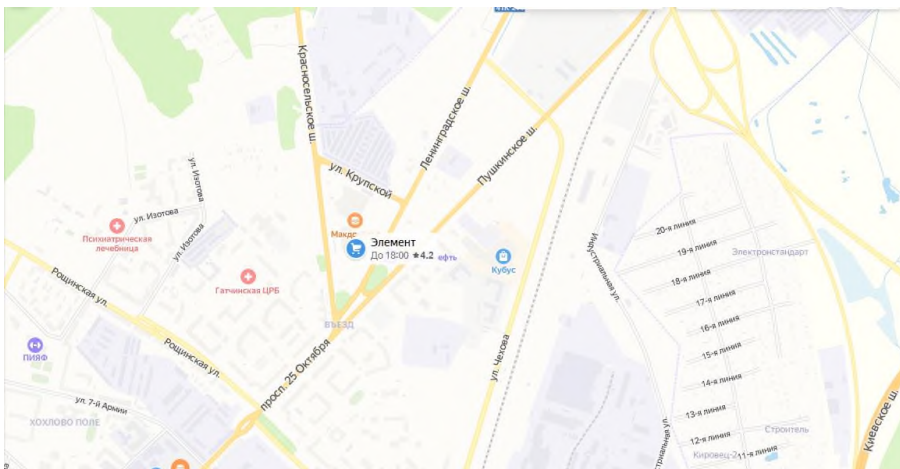 Красносельское ш.
Ленинградское ш.
Пушкинское ш.
ул. Крупской
ул. Изотова
ул. Изотова
Психиатрическая
лечебница
Элемент
До 18:00 ★4.2
ефть
Кубус
Гатчинская ЦРБ
Рощинская ул.
ВЪЕЗД
20-я линия
19-я линия
Электронстандарт
18-я линия
17-я линия
16-я линия
15-я линия
14-я линия
13-я линия
12-я линия
11-я линия
Строитель
Кировец-2
Киевское ш.
ул. Чехова
просп. 25 Октября
Рощинская ул.
ПИЯФ
ул. 7-й Армии
ХОХЛОВО ПОЛЕ